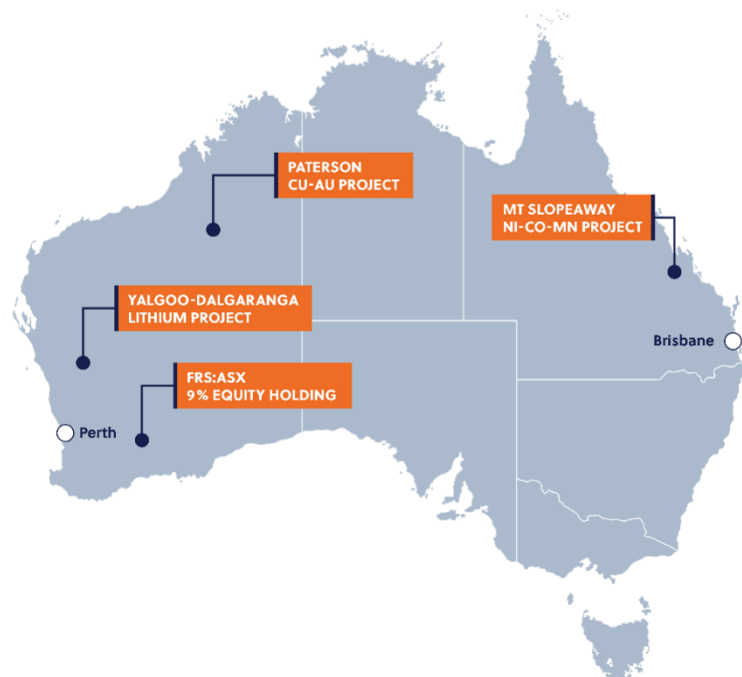 PATERSON
CU-AU PROJECT
MT SLOPEAWAY
NI-CO-MN PROJECT
YALGOO-DALGARANGA
LITHIUM PROJECT
Brisbane
FRS:ASX
9% EQUITY HOLDING
Perth